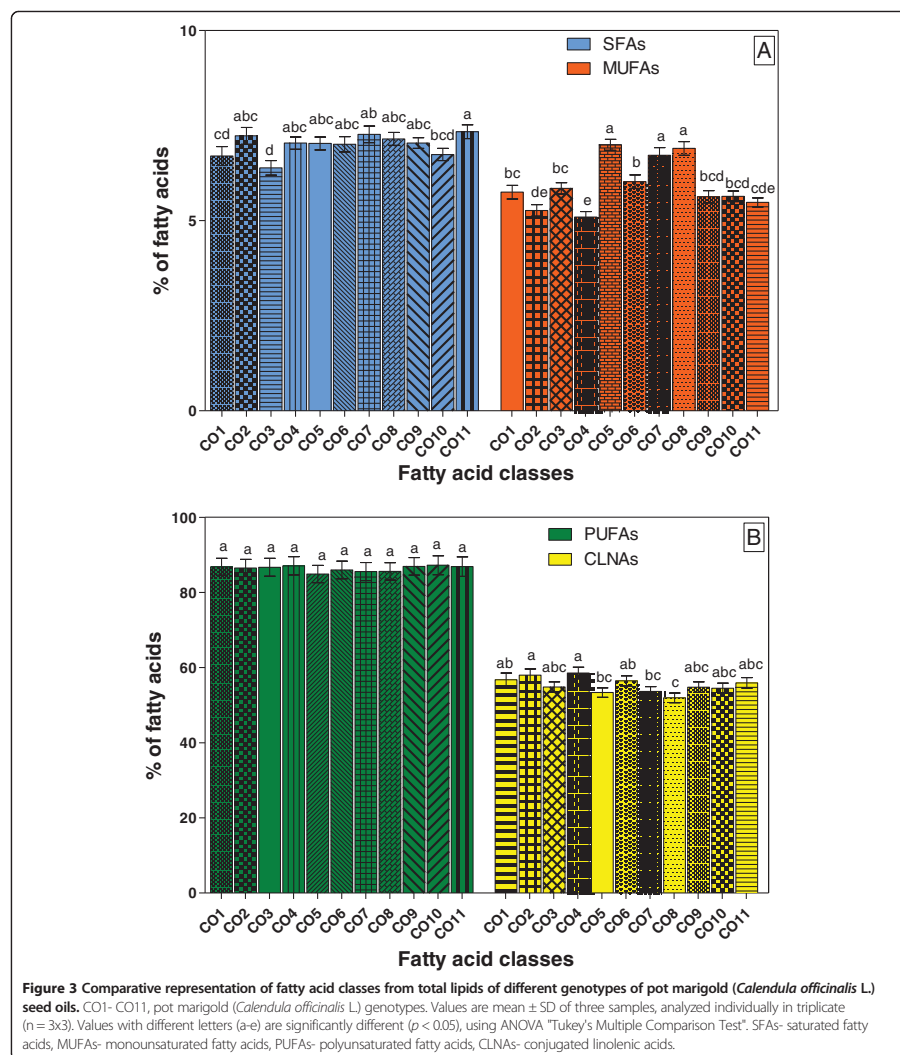 10
5
0
% of fatty acids
SFAs
MUFAs
A
cd abc d abc abc abc ab abc abc bcd a
bc de bc e a b a a bcd bcd cde
CO1 CO2 CO3 CO4 CO5 CO6 CO7 CO8 CO9 CO10 CO11
CO1 CO2 CO3 CO4 CO5 CO6 CO7 CO8 CO9 CO10 CO11
Fatty acid classes
100
80
60
40
20
0
% of fatty acids
PUFAs
CLNAs
B
a a a a a a a a a a a
ab a abc a bc ab bc c abc abc abc
CO1 CO2 CO3 CO4 CO5 CO6 CO7 CO8 CO9 CO10 CO11
CO1 CO2 CO3 CO4 CO5 CO6 CO7 CO8 CO9 CO10 CO11
Fatty acid classes
Figure 3 Comparative representation of fatty acid classes from total lipids of different genotypes of pot marigold (Calendula officinalis L.)
seed oils. CO1- CO11, pot marigold (Calendula officinalis L.) genotypes. Values are mean ± SD of three samples, analyzed individually in triplicate
(n = 3x3). Values with different letters (a-e) are significantly different (p < 0.05), using ANOVA "Tukey's Multiple Comparison Test". SFAs- saturated fatty
acids, MUFAs- monounsaturated fatty acids, PUFAs- polyunsaturated fatty acids, CLNAs- conjugated linolenic acids.